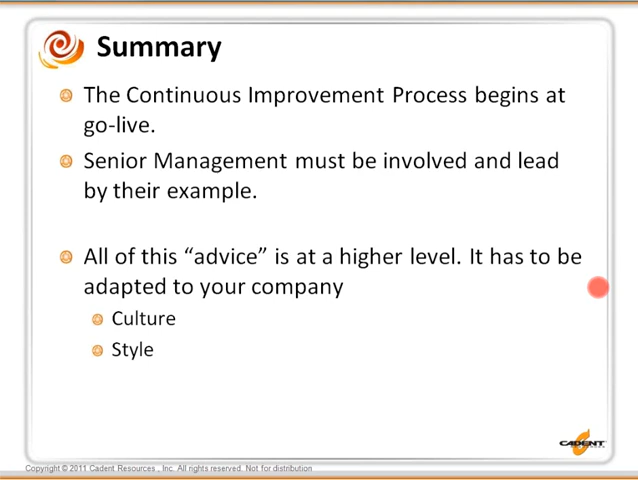 Summary
The Continuous Improvement Process begins at
go-live.
Senior Management must be involved and lead
by their example.
All of this “advice” is at a higher level. It has to be
adapted to your company
Culture
Style
CADENT
Copyright © 2011 Cadent Resources , Inc. All rights reserved. Not for distribution